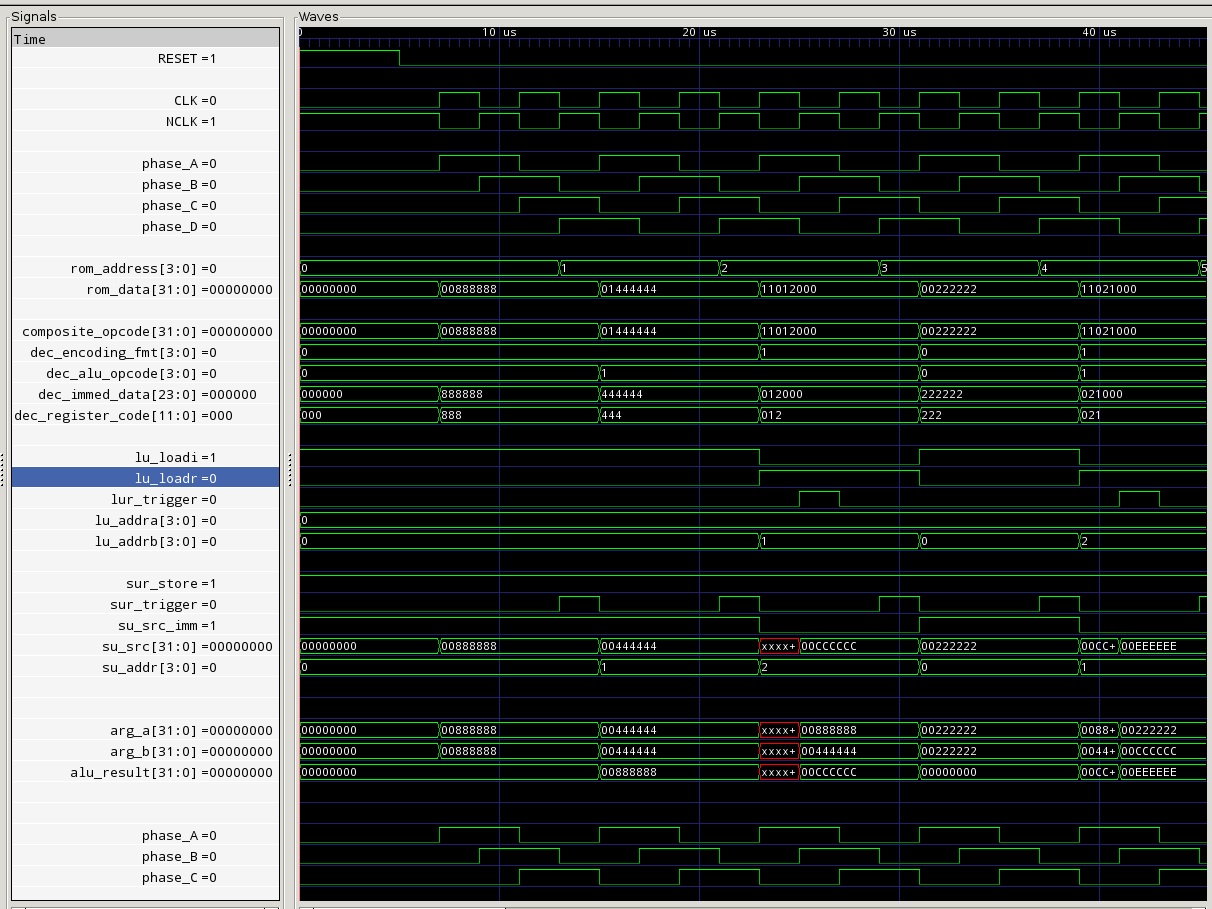 Signals Waves
Time 0 10 us 20 us 30 us 40 us
RESET =1
CLK =0
NCLK =1
phase_A =0
phase_B =0
phase_C =0
phase_D =0
rom_address[3:0] =0 0 1 2 3 4 5
rom_data[31:0] =00000000 00000000 00888888 01444444 11012000 00222222 11021000
composite_opcode[31:0] =00000000 00000000 00888888 01444444 11012000 00222222 11021000
dec_encoding_fmt[3:0] =0 0 1 0 1
dec_alu_opcode[3:0] =0 0 1 0 1
dec_immed_data[23:0] =000000 000000 888888 444444 012000 222222 021000
dec_register_code[11:0] =000 000 888 444 012 222 021
lu_loadi =1
lu_loadr =0
lur_trigger =0
lu_addra[3:0] =0 0
lu_addrb[3:0] =0 0 1 0 2
sur_store =1
sur_trigger =0
su_src_imm =1
su_src[31:0] =00000000 00000000 00888888 00444444 xxxx+ 00CCCCCC 00222222 00CC+ 00EEEEEE
su_addr[3:0] =0 0 1 2 0 1
arg_a[31:0] =00000000 00000000 00888888 00444444 xxxx+ 00888888 00222222 0088+ 00222222
arg_b[31:0] =00000000 00000000 00888888 00444444 xxxx+ 00444444 00222222 0044+ 00CCCCCC
alu_result[31:0] =00000000 00000000 00888888 xxxx+ 00CCCCCC 00000000 00CC+ 00EEEEEE
phase_A =0
phase_B =0
phase_C =0